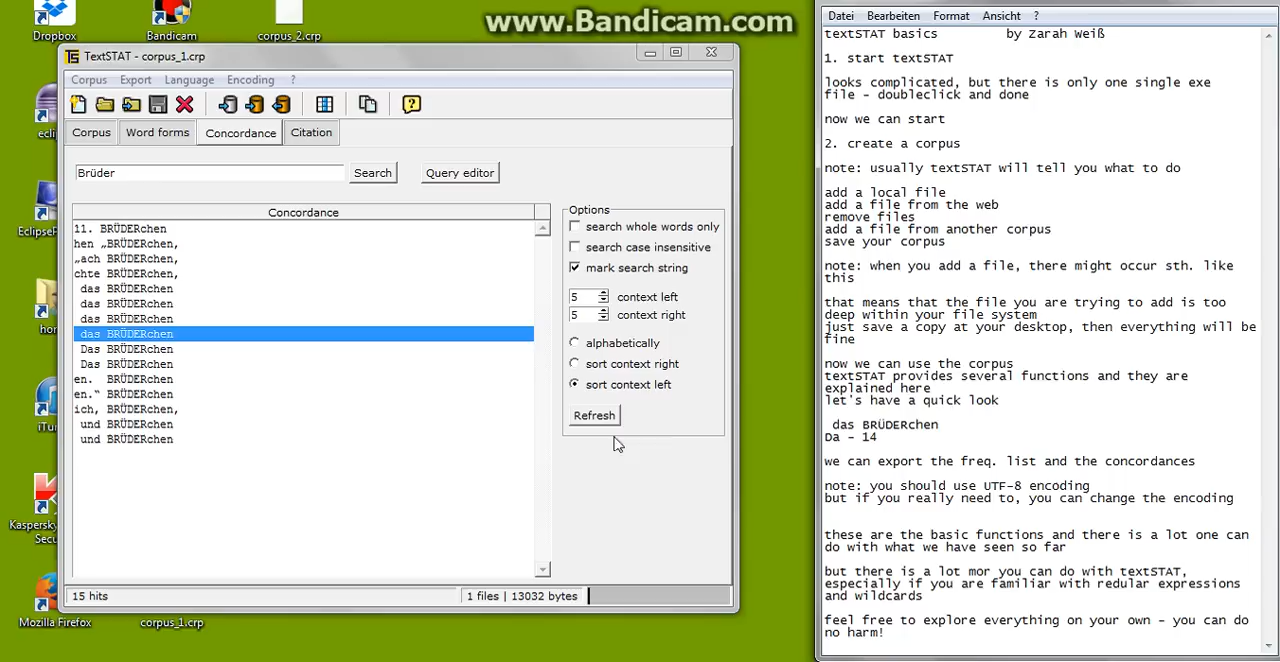 www.Bandicam.com
Dropbox
Bandicam
corpus_2.crp
TextSTAT - corpus_1.crp
Corpus Export Language Encoding ?
Corpus Word forms Concordance Citation
Brüder Search Query editor
Concordance
11. BRÜDERchen
hen „BRÜDERchen,
„ach BRÜDERchen,
chte BRÜDERchen,
das BRÜDERchen
das BRÜDERchen
das BRÜDERchen
das BRÜDERchen
Das BRÜDERchen
Das BRÜDERchen
en. BRÜDERchen
en.“ BRÜDERchen
ich, BRÜDERchen,
und BRÜDERchen
und BRÜDERchen
Options
search whole words only
search case insensitive
mark search string
5 context left
5 context right
alphabetically
sort context right
sort context left
Refresh
15 hits
1 files | 13032 bytes
ecli
EclipseP
hor
iTur
Kaspersky
Secu
Mozilla Firefox
corpus_1.crp
Datei Bearbeiten Format Ansicht ?
textSTAT basics by Zarah Weiß
1. start textSTAT
looks complicated, but there is only one single exe
file - doubleclick and done
now we can start
2. create a corpus
note: usually textSTAT will tell you what to do
add a local file
add a file from the web
remove files
add a file from another corpus
save your corpus
note: when you add a file, there might occur sth. like
this
that means that the file you are trying to add is too
deep within your file system
just save a copy at your desktop, then everything will be
fine
now we can use the corpus
textSTAT provides several functions and they are
explained here
let's have a quick look
das BRÜDERchen
Da - 14
we can export the freq. list and the concordances
note: you should use UTF-8 encoding
but if you really need to, you can change the encoding
these are the basic functions and there is a lot one can
do with what we have seen so far
but there is a lot mor you can do with textSTAT,
especially if you are familiar with redular expressions
and wildcards
feel free to explore everything on your own - you can do
no harm!